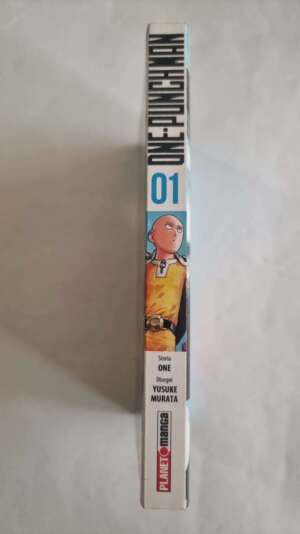 ONE-PUNCH MAN
01
Storia
ONE
Disegni
YUSUKE
MURATA
PLANET manga